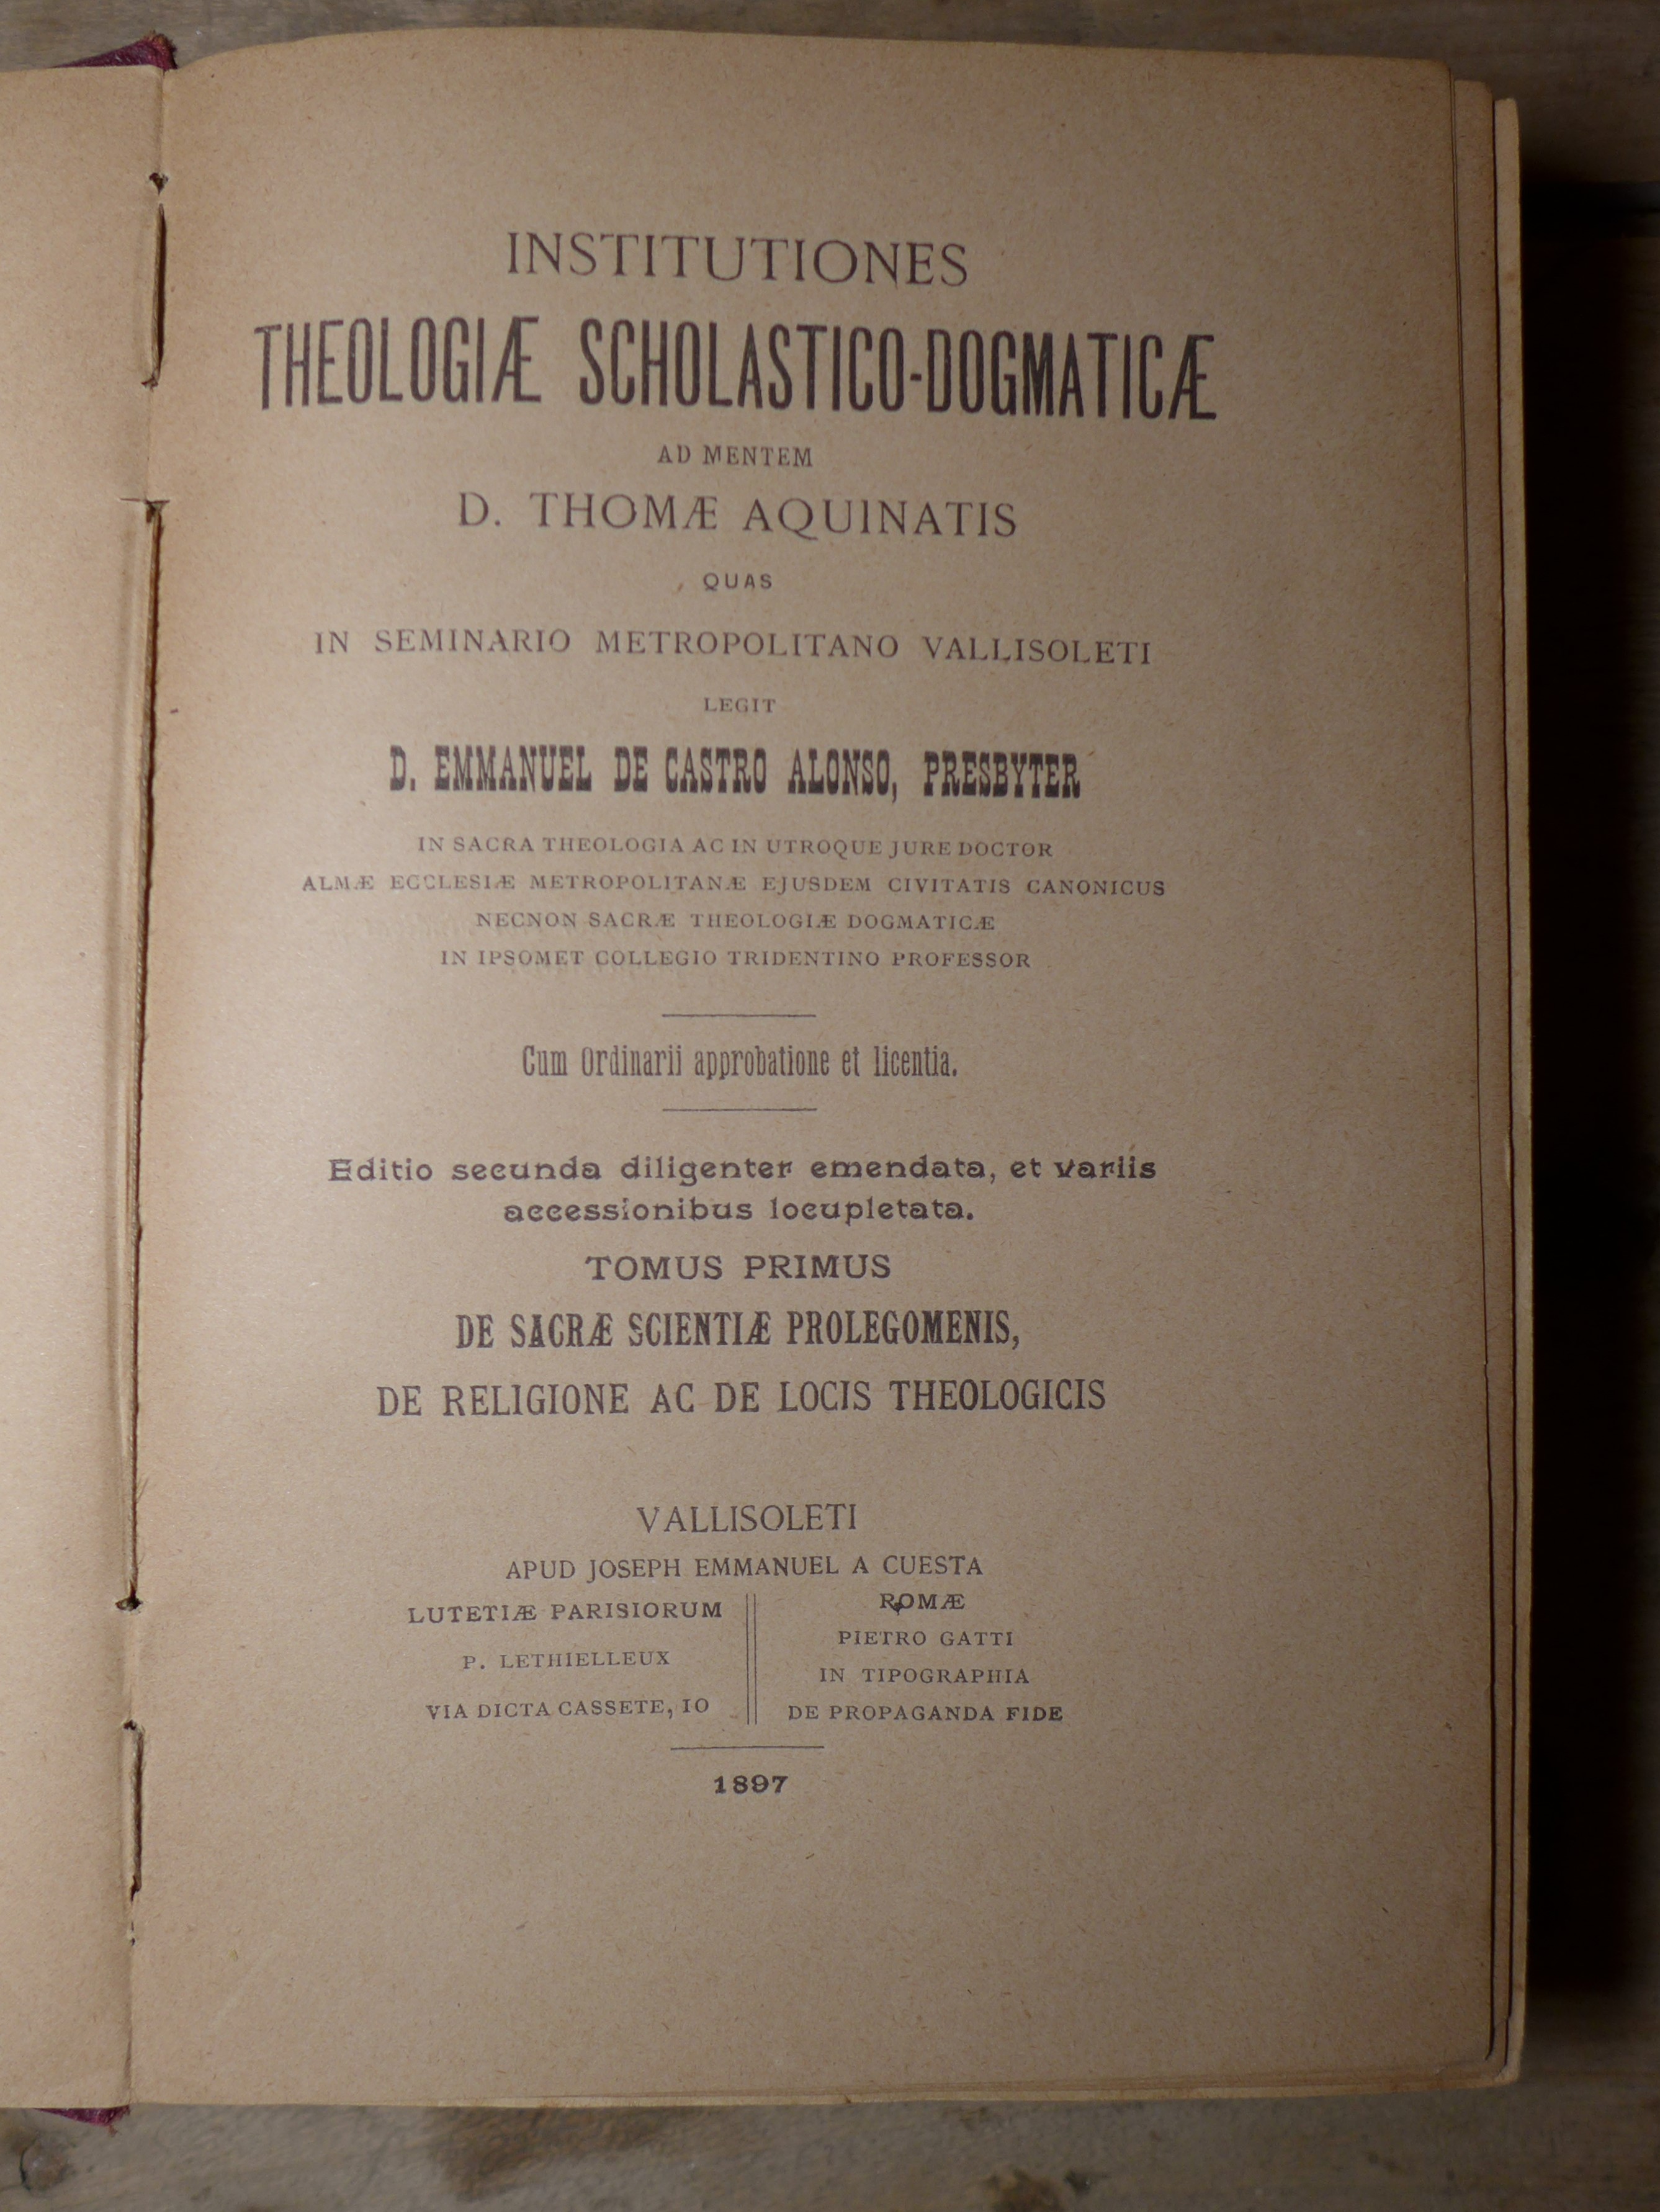 INSTITUTIONES
THEOLOGIÆ SCHOLASTICO-DOGMATICÆ
AD MENTEM
D. THOMÆ AQUINATIS
QUAS
IN SEMINARIO METROPOLITANO VALLISOLETI
LEGIT
D. EMMANUEL DE CASTRO ALONSO, PRESBYTER
IN SACRA THEOLOGIA AC IN UTROQUE JURE DOCTOR
ALMÆ ECCLESIÆ METROPOLITANÆ EJUSDEM CIVITATIS CANONICUS
NECNON SACRÆ THEOLOGIÆ DOGMATICÆ
IN IPSOMET COLLEGIO TRIDENTINO PROFESSOR
Cum Ordinarii approbatione et licentia.
Editio secunda diligenter emendata, et variis
accessionibus locupletata.
TOMUS PRIMUS
DE SACRÆ SCIENTIÆ PROLEGOMENIS,
DE RELIGIONE AC DE LOCIS THEOLOGICIS
VALLISOLETI
APUD JOSEPH EMMANUEL A CUESTA
LUTETIÆ PARISIORUM
P. LETHIELLEUX
VIA DICTA CASSETE, 10
ROMÆ
PIETRO GATTI
IN TIPOGRAPHIA
DE PROPAGANDA FIDE
1897